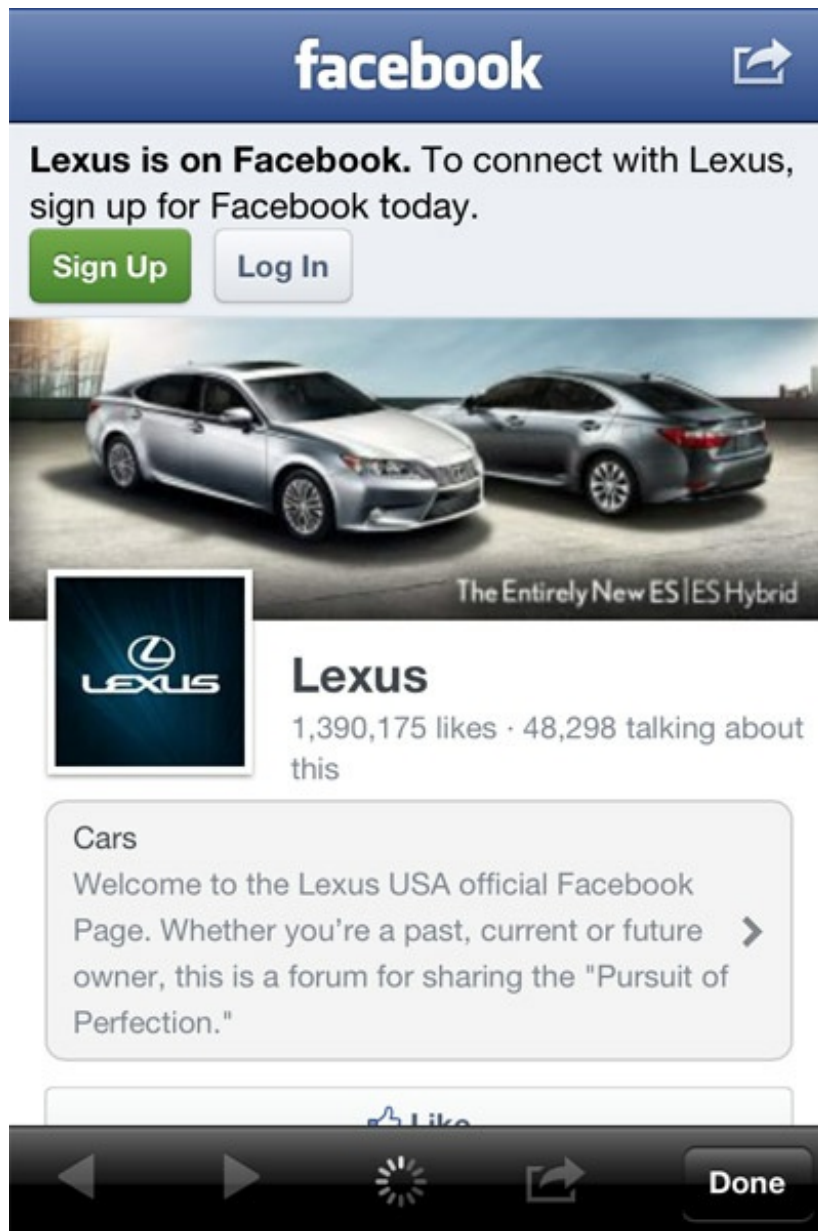 facebook
Lexus is on Facebook. To connect with Lexus,
sign up for Facebook today.
Sign Up Log In
The Entirely New ES|ES Hybrid
LEXUS
Lexus
1,390,175 likes · 48,298 talking about
this
Cars
Welcome to the Lexus USA official Facebook
Page. Whether you’re a past, current or future
owner, this is a forum for sharing the "Pursuit of
Perfection."
Like
Done